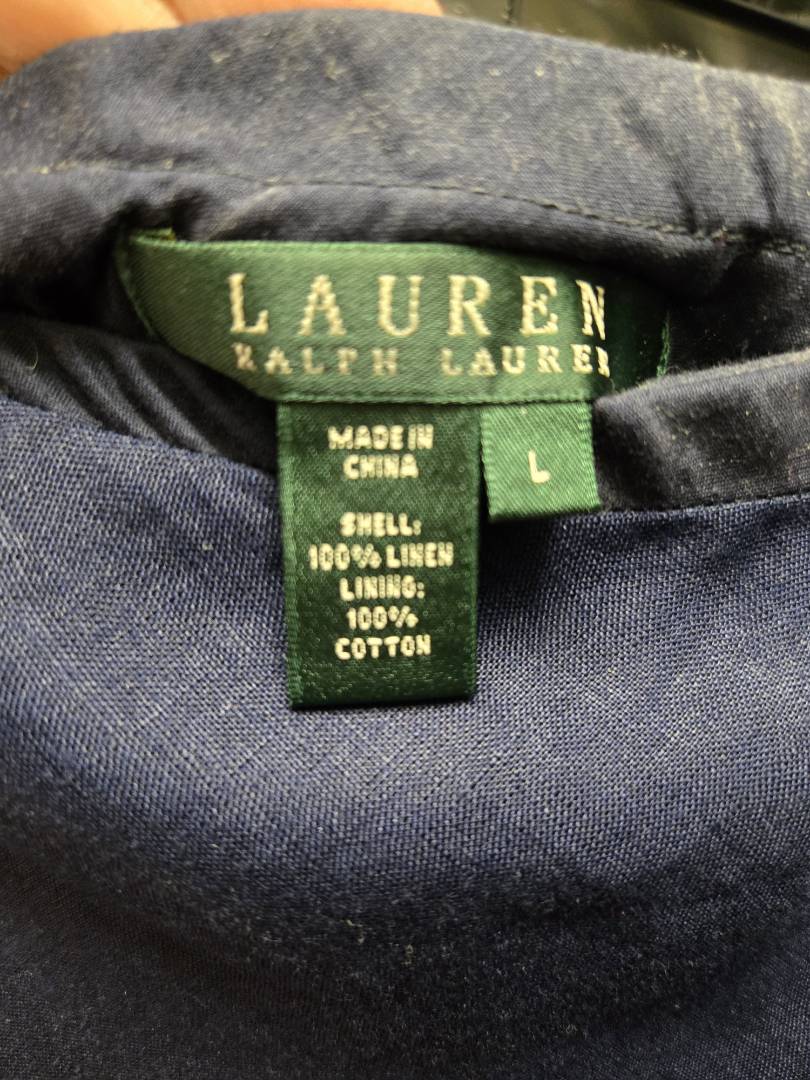 LAUREN
RALPH LAUREN
MADE IN
CHINA
L
SHELL:
100% LINEN
LINING:
100%
COTTON